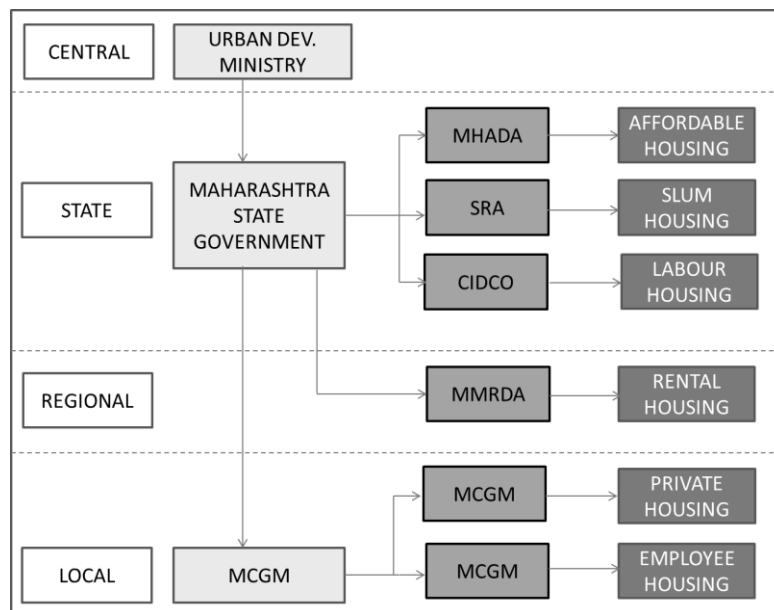 CENTRAL
URBAN DEV.
MINISTRY
STATE
MAHARASHTRA
STATE
GOVERNMENT
MHADA
AFFORDABLE
HOUSING
SRA
SLUM
HOUSING
CIDCO
LABOUR
HOUSING
REGIONAL
MMRDA
RENTAL
HOUSING
LOCAL
MCGM
MCGM
PRIVATE
HOUSING
MCGM
EMPLOYEE
HOUSING